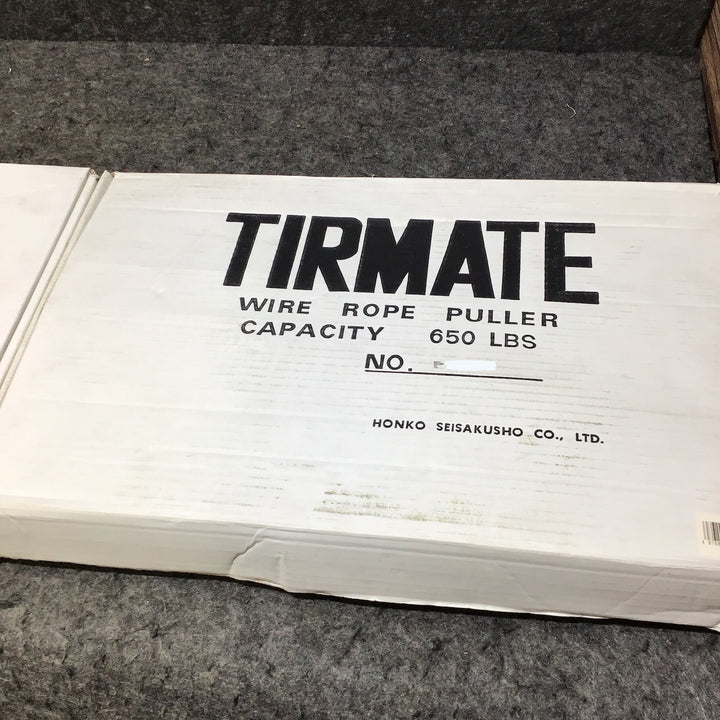 TIRMATE
WIRE ROPE PULLER
CAPACITY 650 LBS
NO.
HONKO SEISAKUSHO CO., LTD.